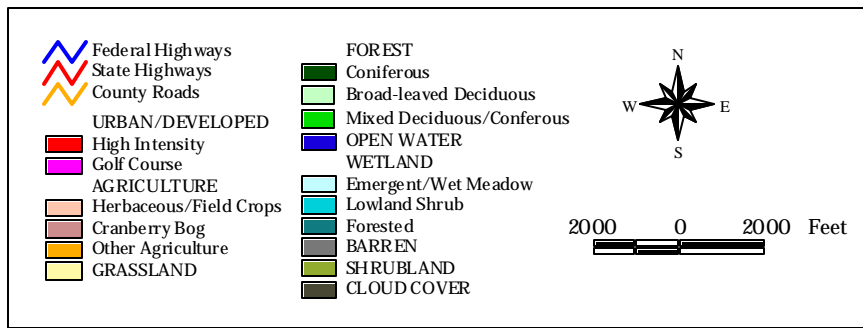 Federal Highways
State Highways
County Roads
URBAN/DEVELOPED
High Intensity
Golf Course
AGRICULTURE
Herbaceous/Field Crops
Cranberry Bog
Other Agriculture
GRASSLAND
FOREST
Coniferous
Broad-leaved Deciduous
Mixed Deciduous/Conferous
OPEN WATER
WETLAND
Emergent/Wet Meadow
Lowland Shrub
Forested
BARREN
SHRUBLAND
CLOUD COVER
N
W E
S
2000 0 2000 Feet